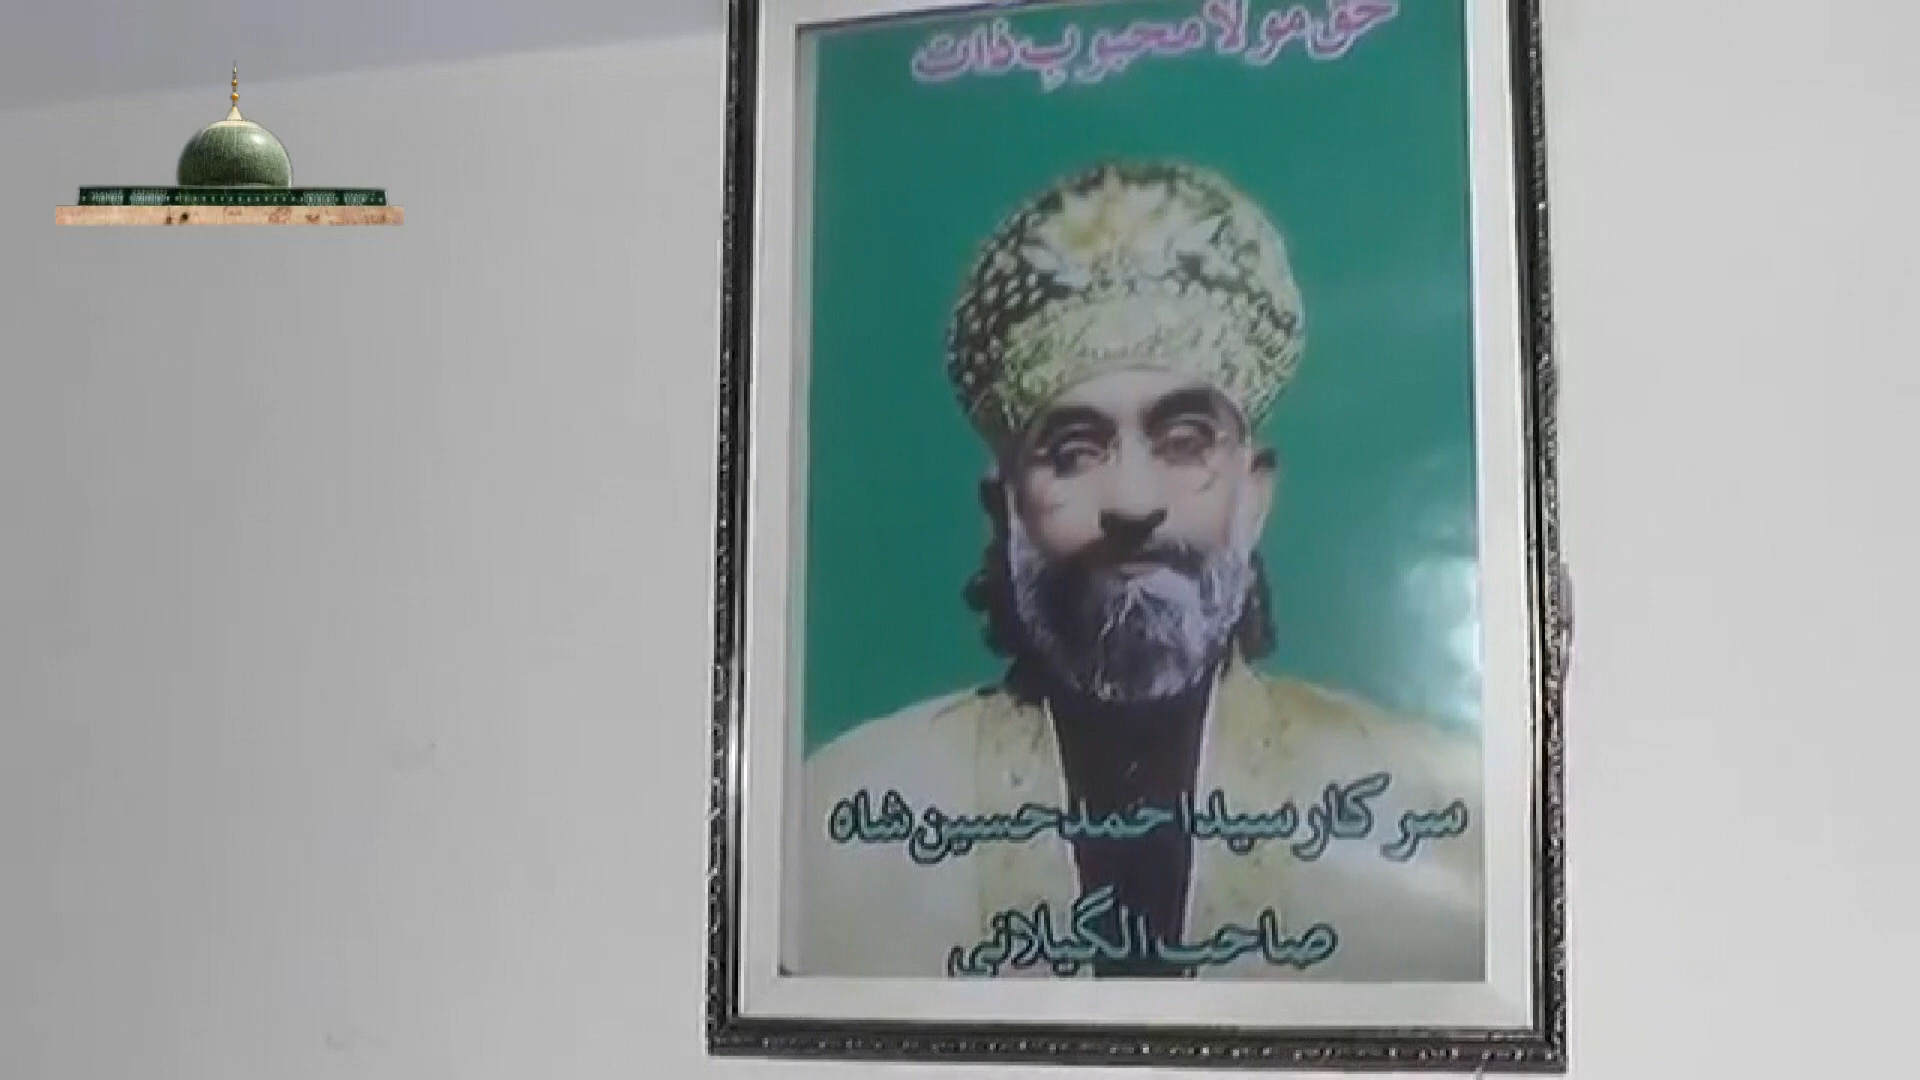 حق مولا محبوبِ ذات
سرکار سید احمد حسین شاہ
صاحب الگیلانی